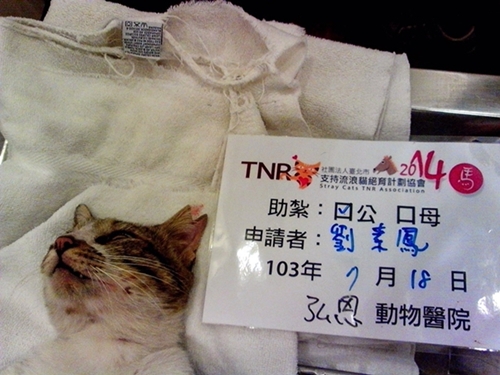 TNR 社團法人臺北市 2014 馬
支持流浪貓絕育計劃協會
Stray Cats TNR Association
助紮：☑公 口母
申請者：劉素鳳
103年 7月18日
弘恩 動物醫院